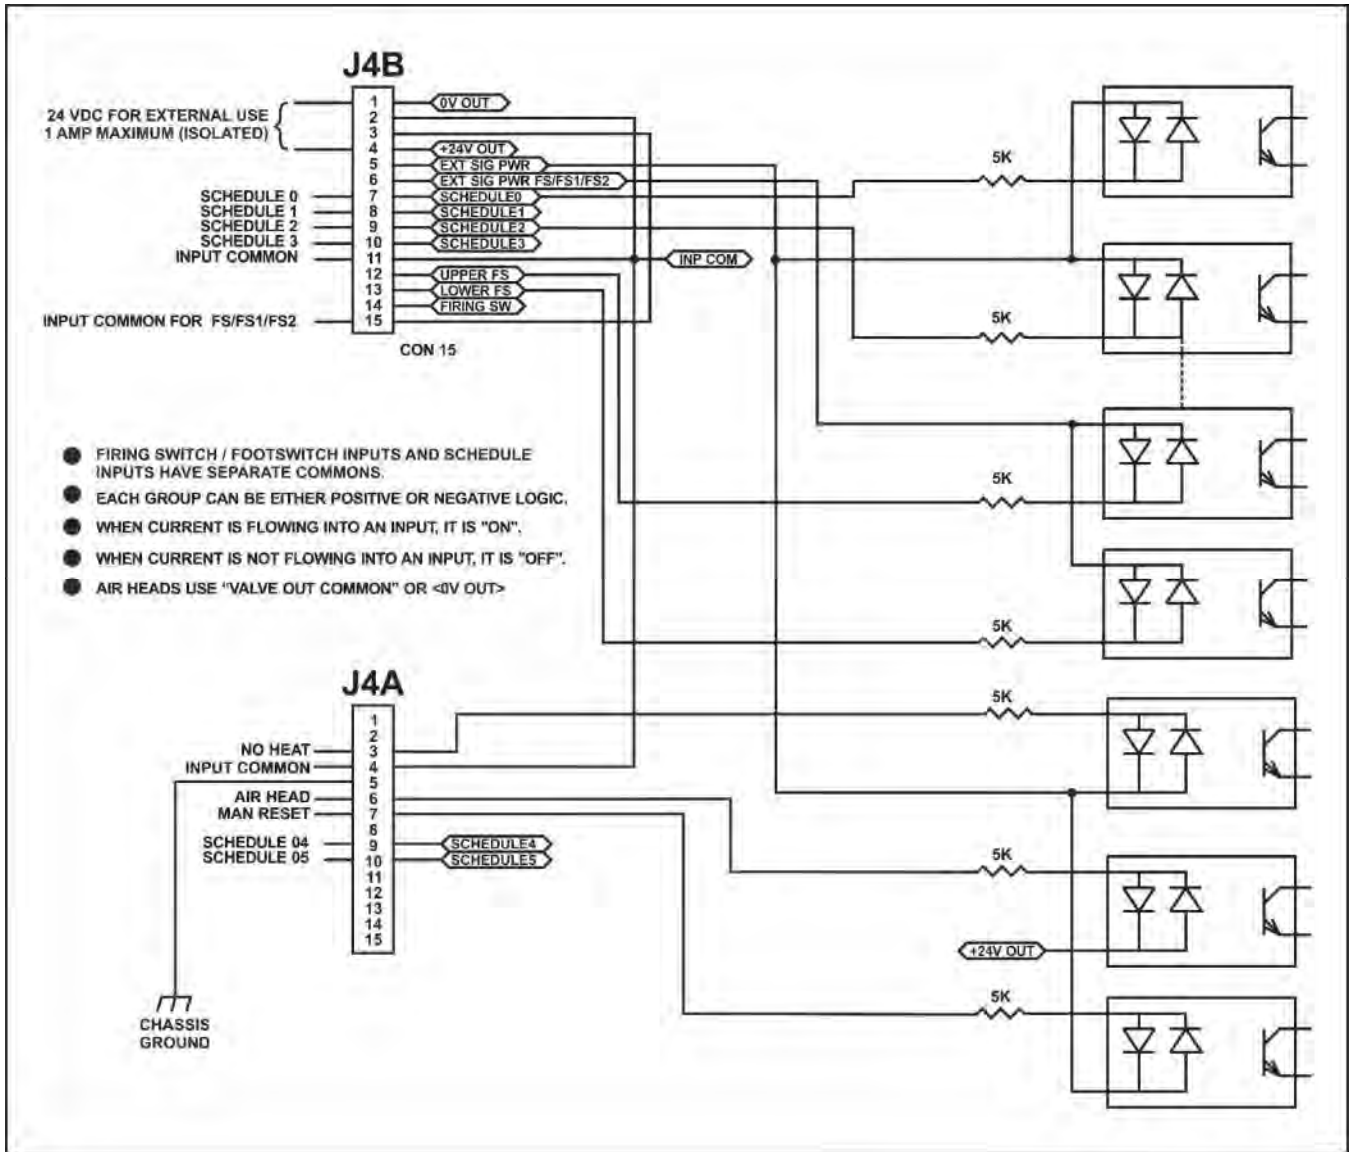 J4B
24 VDC FOR EXTERNAL USE
1 AMP MAXIMUM (ISOLATED)
1
2
3
4
5
6
7
8
9
10
11
12
13
14
15
0V OUT
+24V OUT
EXT SIG PWR
EXT SIG PWR FS/FS1/FS2
SCHEDULE0
SCHEDULE1
SCHEDULE2
SCHEDULE3
INP COM
UPPER FS
LOWER FS
FIRING SW
SCHEDULE 0
SCHEDULE 1
SCHEDULE 2
SCHEDULE 3
INPUT COMMON
INPUT COMMON FOR FS/FS1/FS2
CON 15
5K
5K
5K
5K
● FIRING SWITCH / FOOTSWITCH INPUTS AND SCHEDULE
INPUTS HAVE SEPARATE COMMONS.
● EACH GROUP CAN BE EITHER POSITIVE OR NEGATIVE LOGIC.
● WHEN CURRENT IS FLOWING INTO AN INPUT, IT IS "ON".
● WHEN CURRENT IS NOT FLOWING INTO AN INPUT, IT IS "OFF".
● AIR HEADS USE "VALVE OUT COMMON" OR <0V OUT>
J4A
1
2
3
4
5
6
7
8
9
10
11
12
13
14
15
NO HEAT
INPUT COMMON
AIR HEAD
MAN RESET
SCHEDULE 04
SCHEDULE 05
SCHEDULE4
SCHEDULE5
5K
5K
+24V OUT
5K
CHASSIS
GROUND